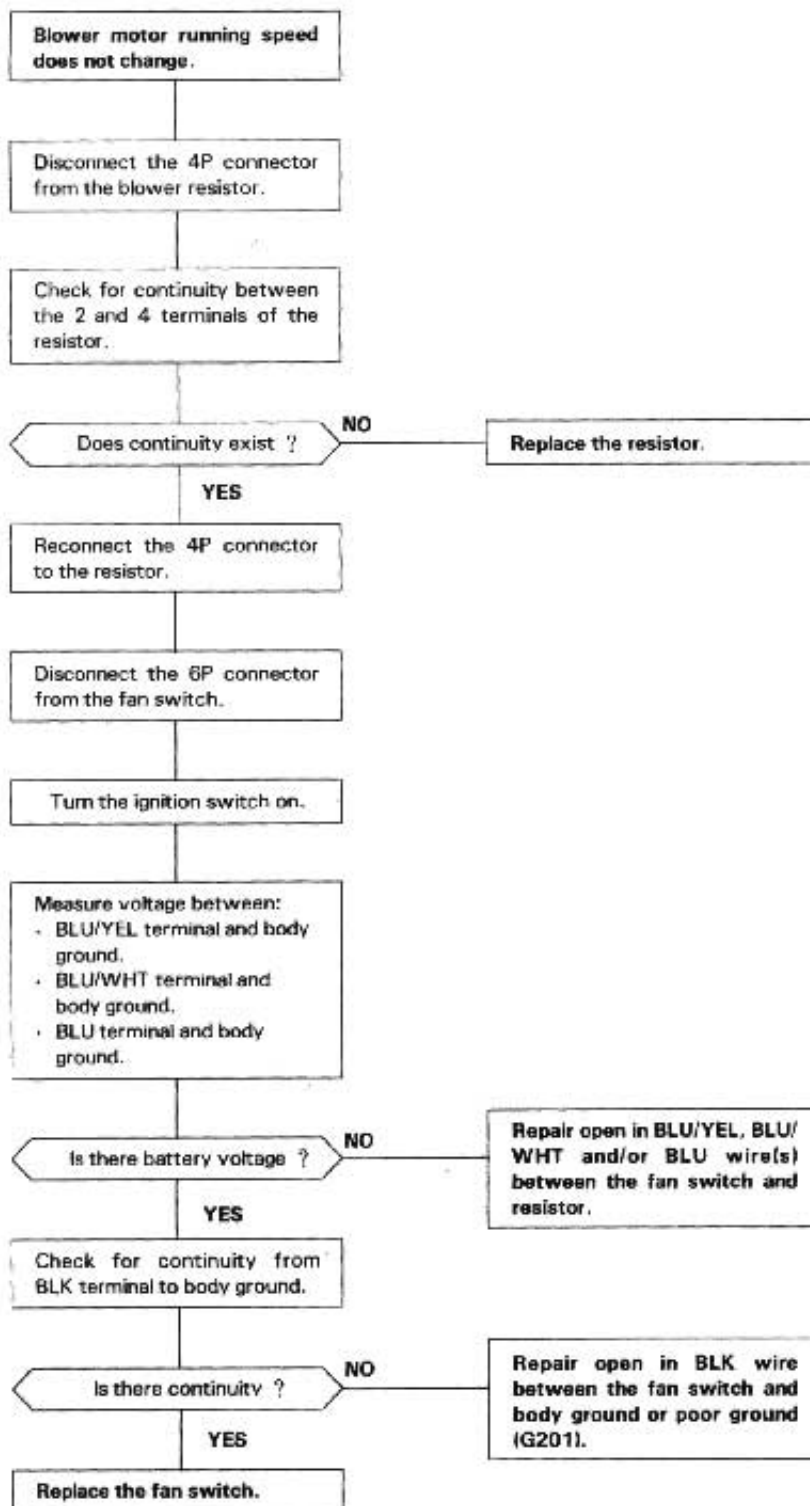 Blower motor running speed
does not change.
Disconnect the 4P connector
from the blower resistor.
Check for continuity between
the 2 and 4 terminals of the
resistor.
Does continuity exist ?
NO
Replace the resistor.
YES
Reconnect the 4P connector
to the resistor.
Disconnect the 6P connector
from the fan switch.
Turn the ignition switch on.
Measure voltage between:
· BLU/YEL terminal and body
ground.
· BLU/WHT terminal and
body ground.
· BLU terminal and body
ground.
Is there battery voltage ?
NO
Repair open in BLU/YEL, BLU/
WHT and/or BLU wire(s)
between the fan switch and
resistor.
YES
Check for continuity from
BLK terminal to body ground.
Is there continuity ?
NO
Repair open in BLK wire
between the fan switch and
body ground or poor ground
(G201).
YES
Replace the fan switch.